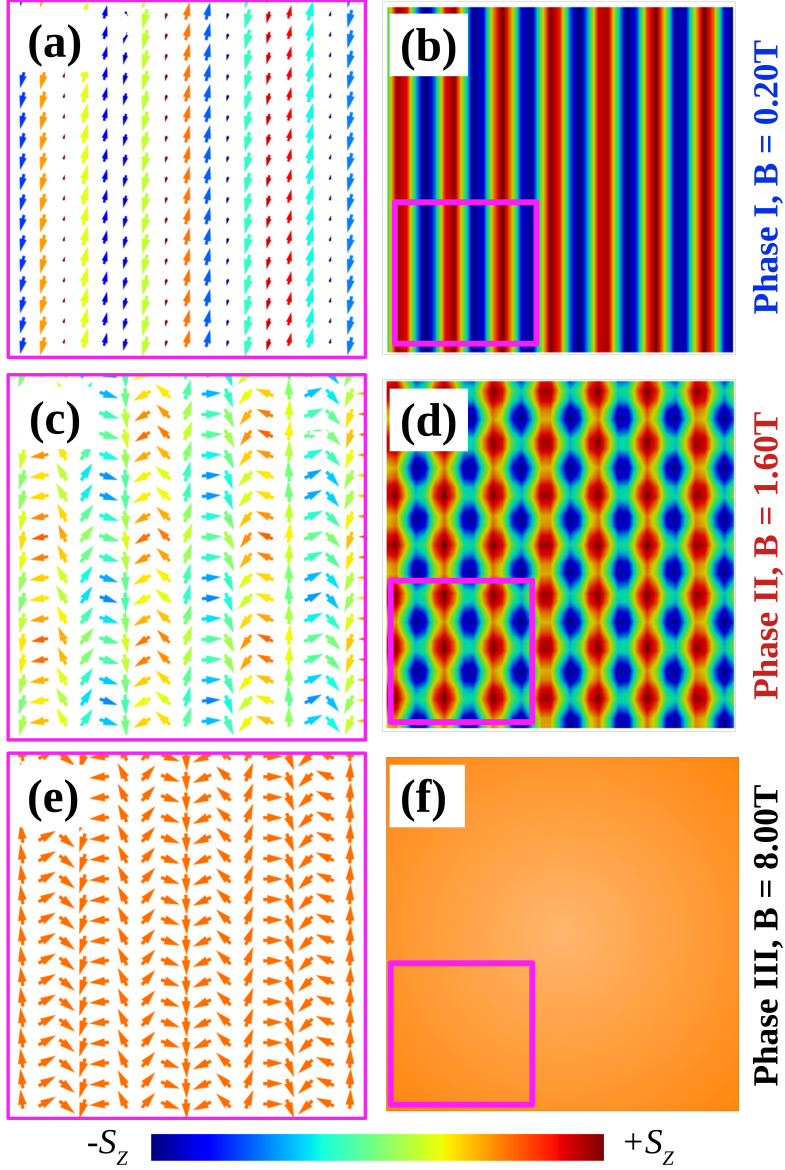 (a)
(b)
Phase I, B = 0.20T
(c)
(d)
Phase II, B = 1.60T
(e)
(f)
Phase III, B = 8.00T
-S_Z
+S_Z